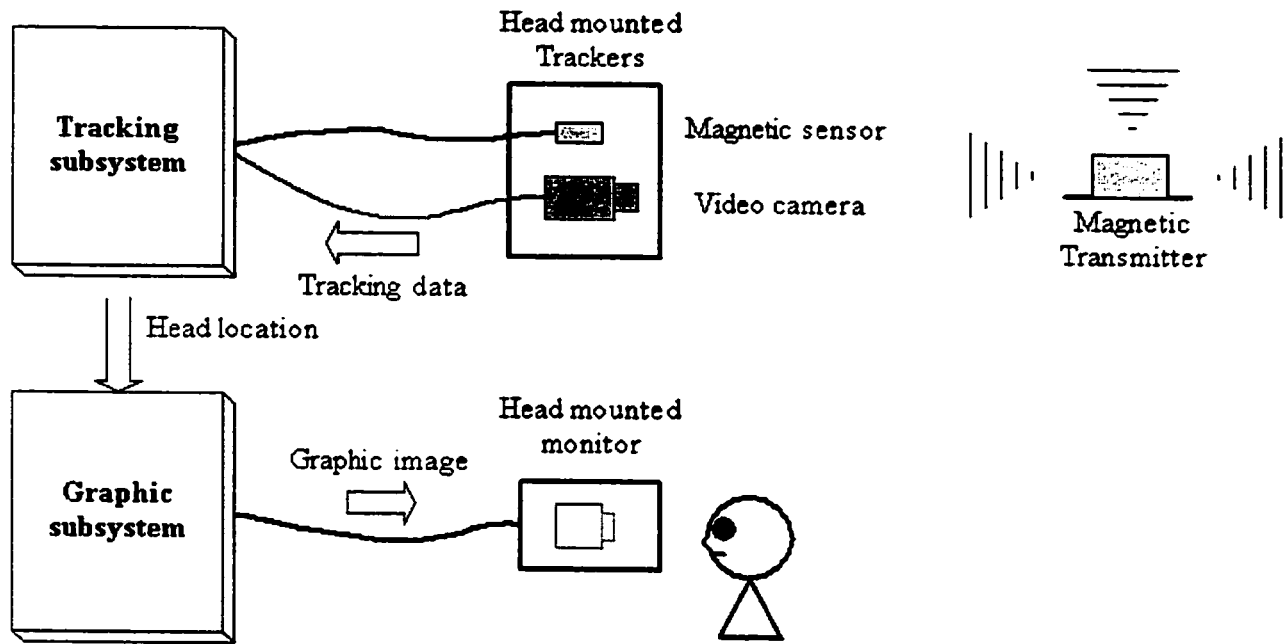 Head mounted
Trackers
Tracking
subsystem
Magnetic sensor
Video camera
Magnetic
Transmitter
Tracking data
Head location
Head mounted
monitor
Graphic image
Graphic
subsystem